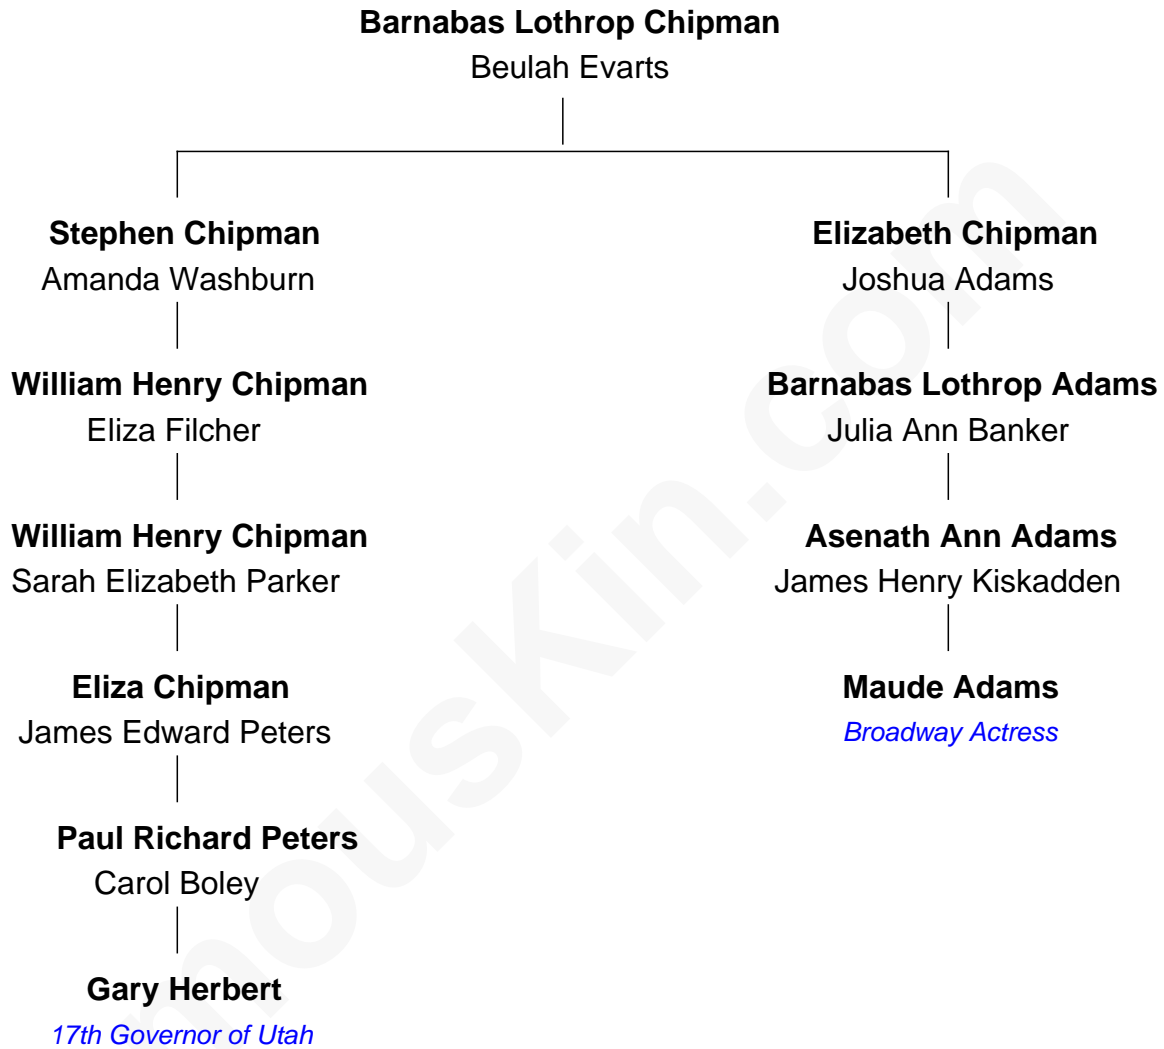 Barnabas Lothrop Chipman
Beulah Evarts
Stephen Chipman
Amanda Washburn
Elizabeth Chipman
Joshua Adams
William Henry Chipman
Eliza Filcher
Barnabas Lothrop Adams
Julia Ann Banker
William Henry Chipman
Sarah Elizabeth Parker
Asenath Ann Adams
James Henry Kiskadden
Eliza Chipman
James Edward Peters
Maude Adams
Broadway Actress
Paul Richard Peters
Carol Boley
Gary Herbert
17th Governor of Utah
mouskin.com